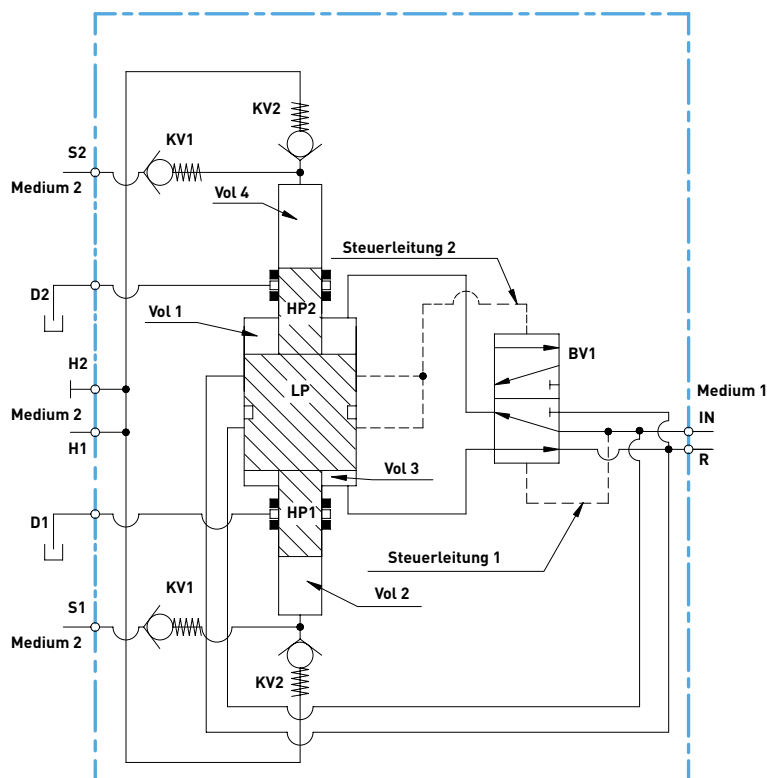 KV2
KV1
S2
Medium 2
Vol 4
Steuerleitung 2
D2
HP2
Vol 1
BV1
H2
LP
Medium 1
Medium 2
IN
H1
R
Vol 3
D1
HP1
Steuerleitung 1
KV1
Vol 2
S1
Medium 2
KV2